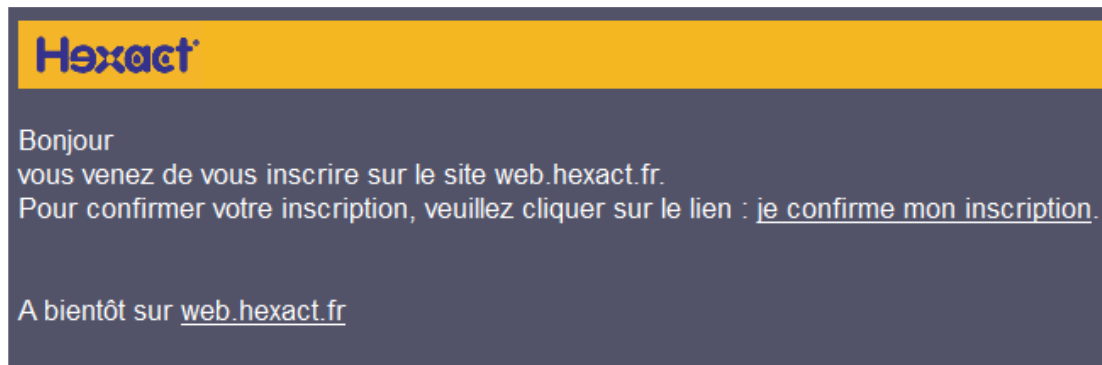 Hexact
Bonjour
vous venez de vous inscrire sur le site web.hexact.fr.
Pour confirmer votre inscription, veuillez cliquer sur le lien : je confirme mon inscription.
A bientôt sur web.hexact.fr